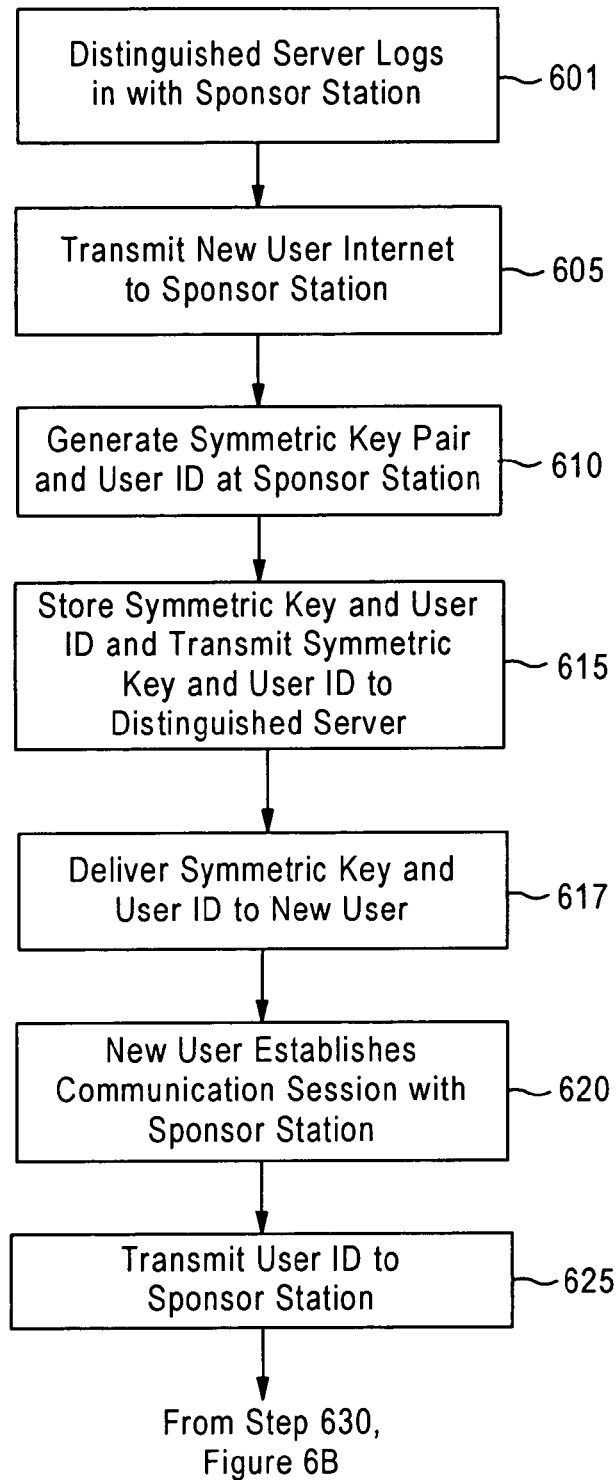 Distinguished Server Logs
in with Sponsor Station
601
Transmit New User Internet
to Sponsor Station
605
Generate Symmetric Key Pair
and User ID at Sponsor Station
610
Store Symmetric Key and User
ID and Transmit Symmetric
Key and User ID to
Distinguished Server
615
Deliver Symmetric Key and
User ID to New User
617
New User Establishes
Communication Session with
Sponsor Station
620
Transmit User ID to
Sponsor Station
625
From Step 630,
Figure 6B